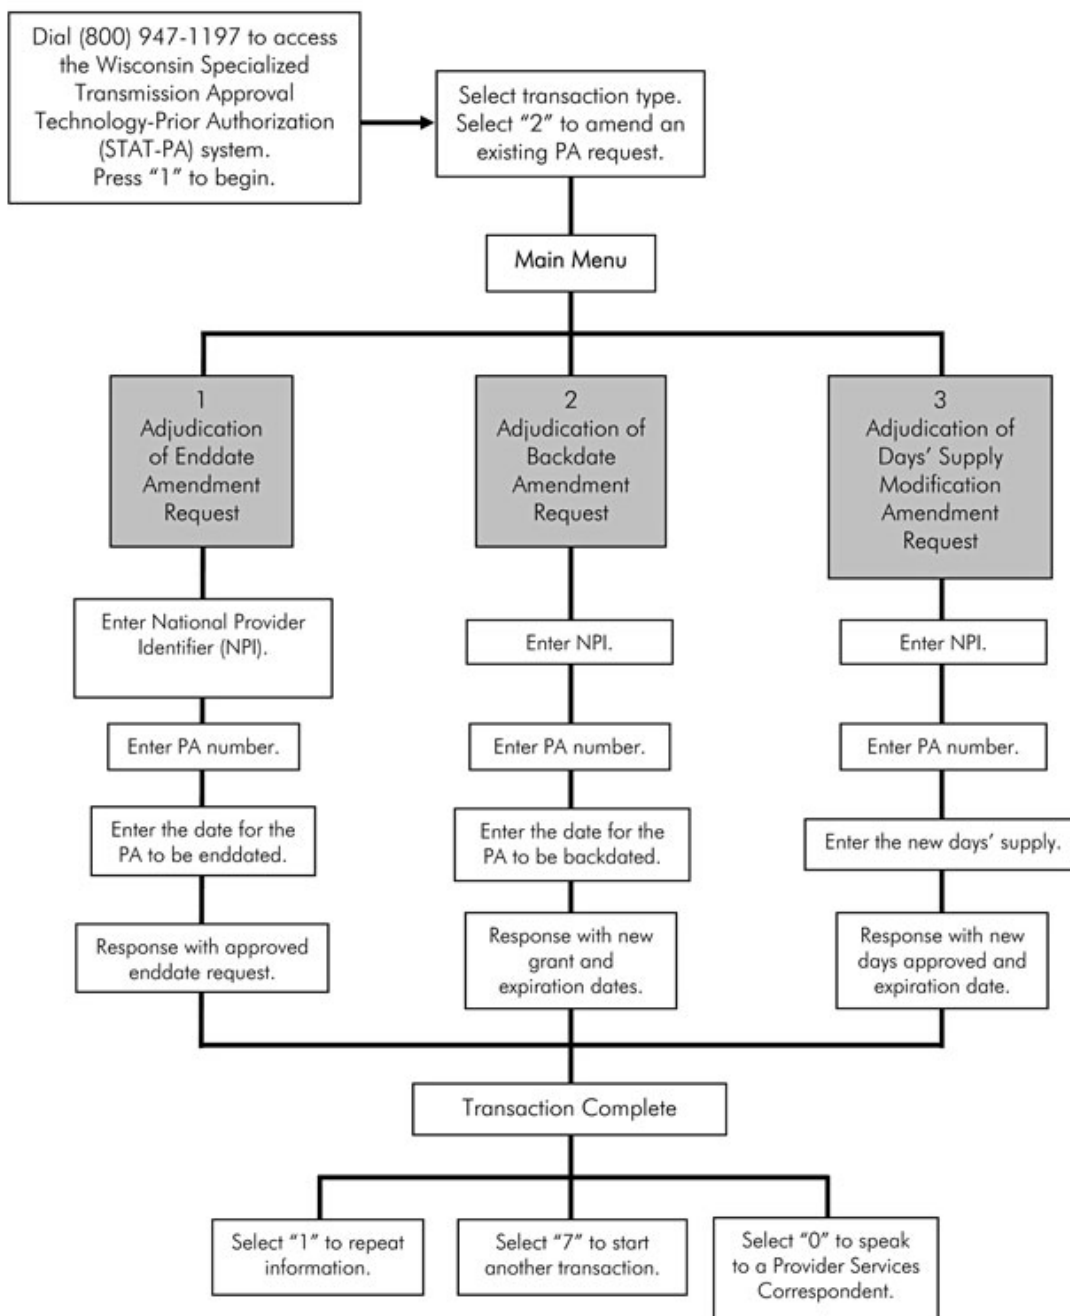 Dial (800) 947-1197 to access
the Wisconsin Specialized
Transmission Approval
Technology-Prior Authorization
(STAT-PA) system.
Press “1” to begin.
Select transaction type.
Select “2” to amend an
existing PA request.
Main Menu
1
Adjudication
of Enddate
Amendment
Request
2
Adjudication of
Backdate
Amendment
Request
3
Adjudication of
Days’ Supply
Modification
Amendment
Request
Enter National Provider
Identifier (NPI).
Enter PA number.
Enter the date for the
PA to be enddated.
Response with approved
enddate request.
Enter NPI.
Enter PA number.
Enter the date for the
PA to be backdated.
Response with new
grant and
expiration dates.
Enter NPI.
Enter PA number.
Enter the new days’ supply.
Response with new
days approved and
expiration date.
Transaction Complete
Select “1” to repeat
information.
Select “7” to start
another transaction.
Select “0” to speak
to a Provider Services
Correspondent.